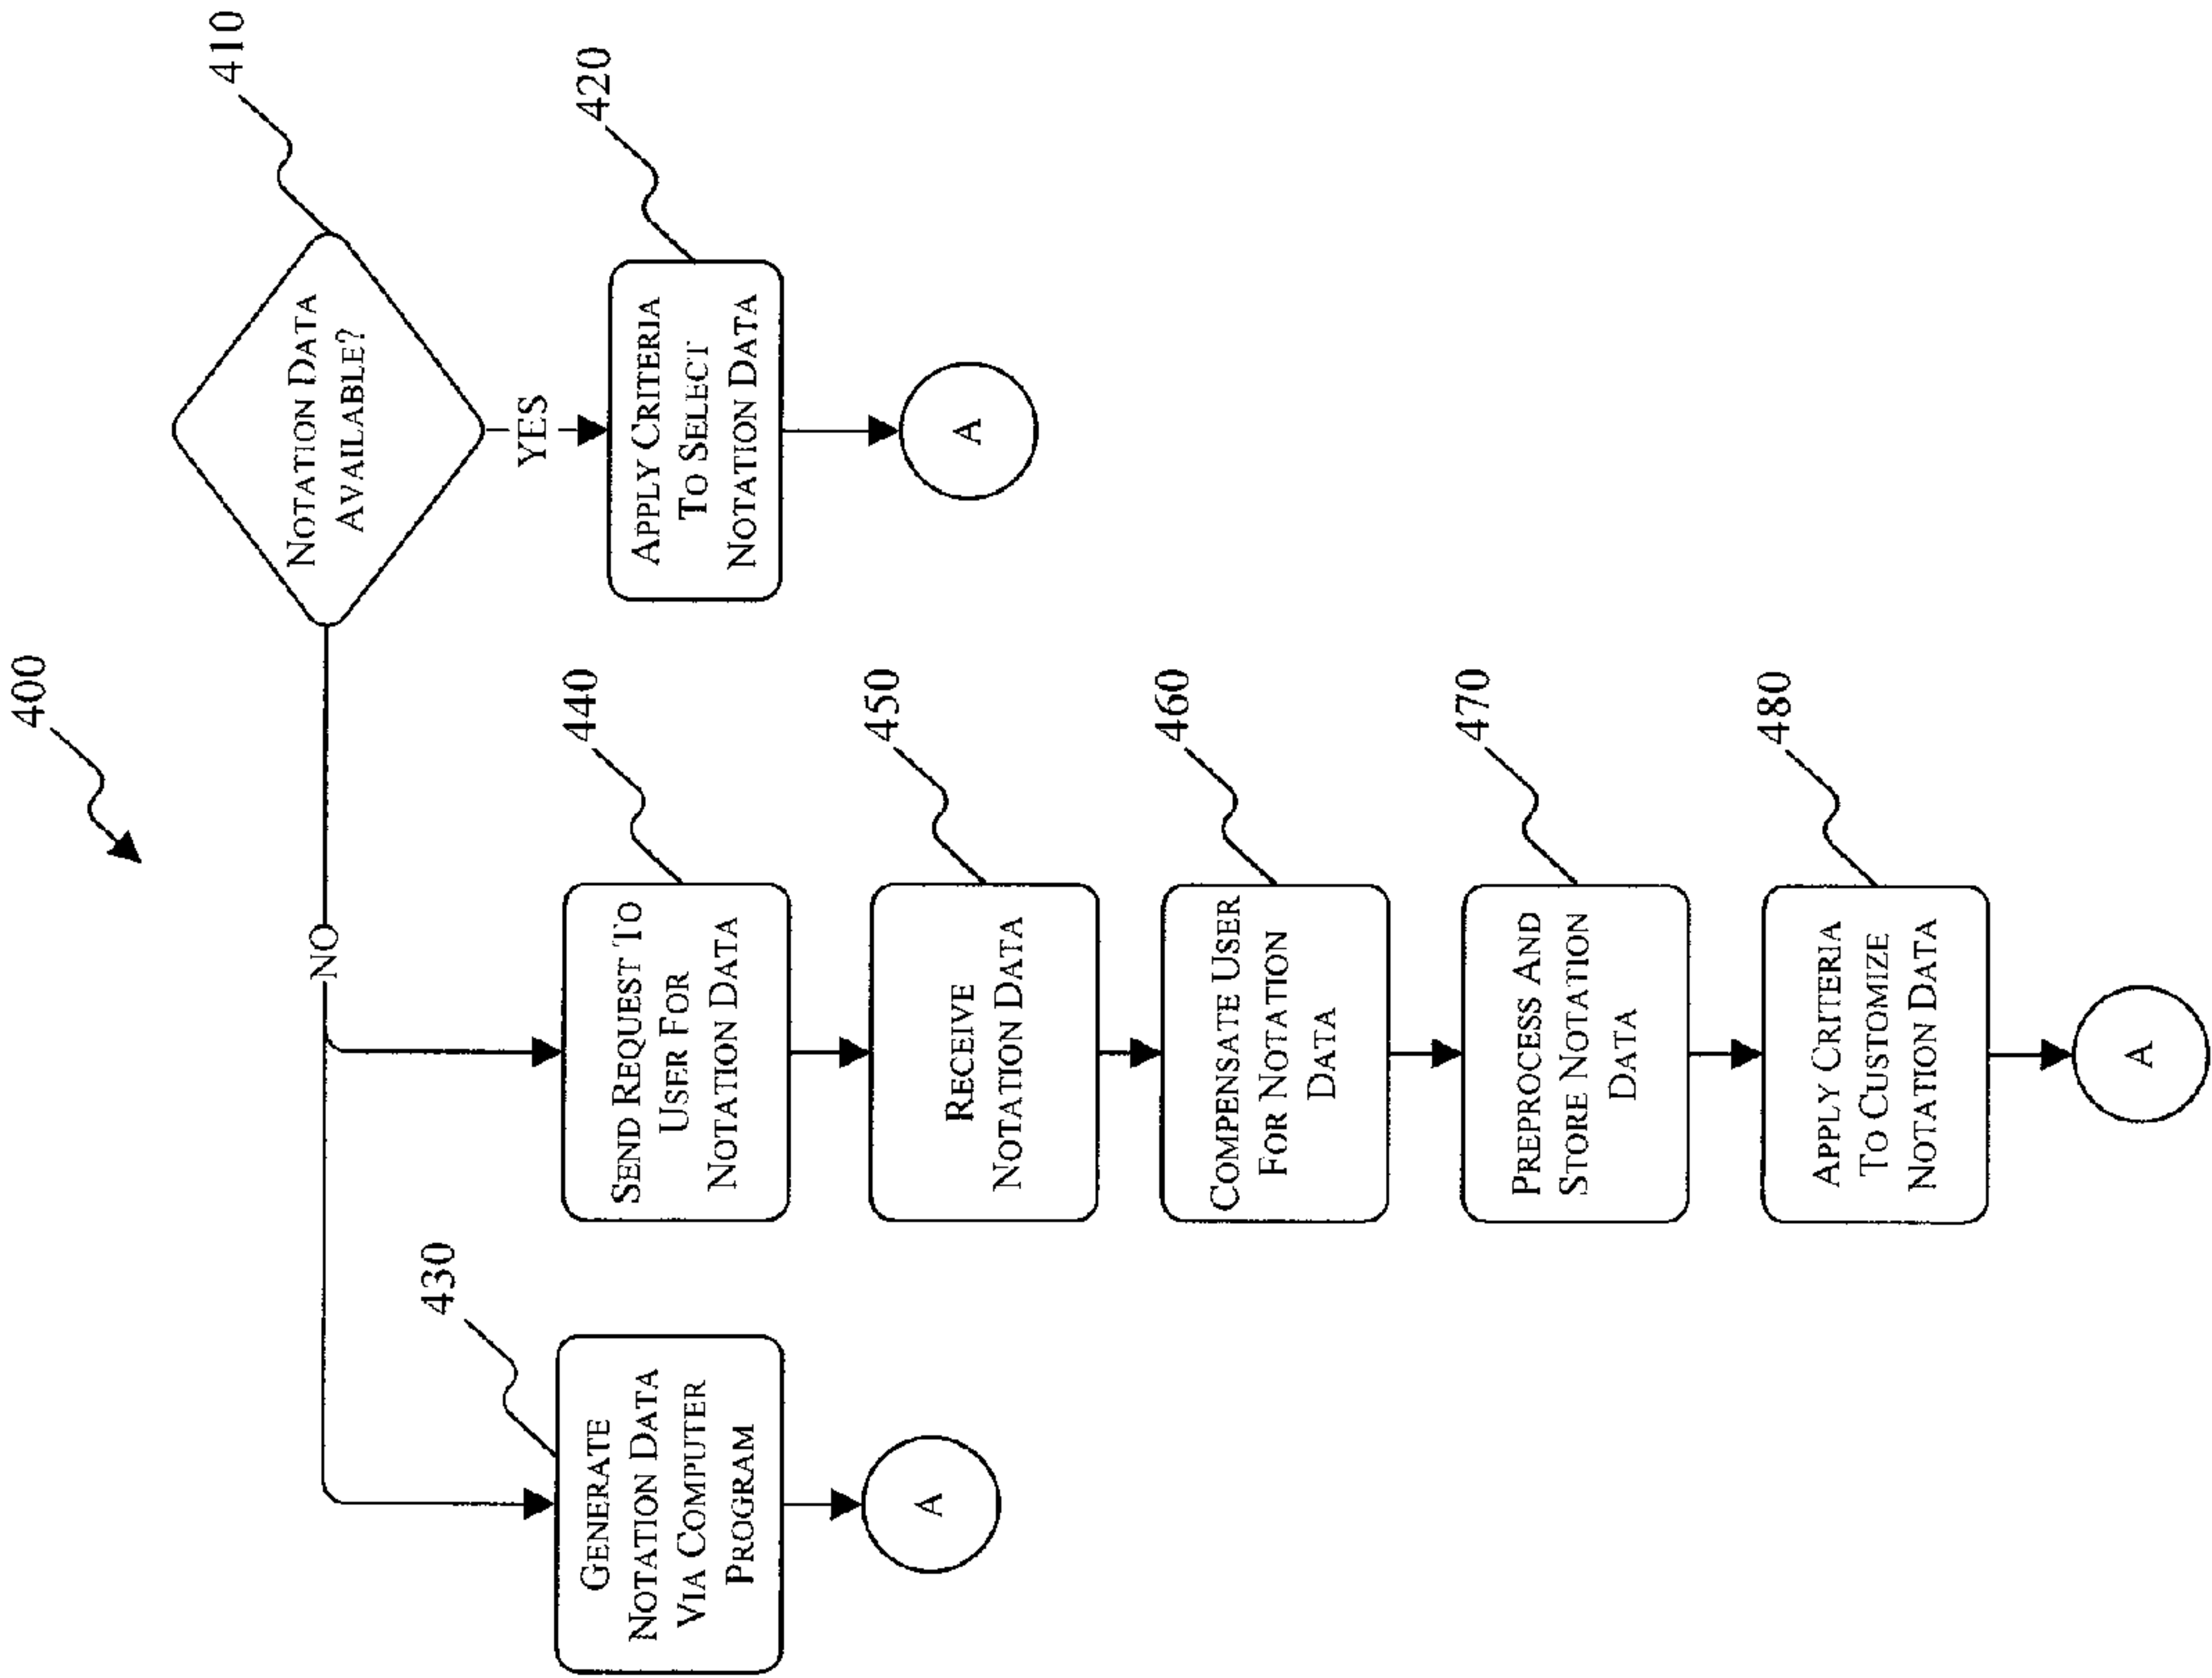 400
410
NOTATION DATA
AVAILABLE?
NO
YES
420
APPLY CRITERIA
TO SELECT
NOTATION DATA
A
430
GENERATE
NOTATION DATA
VIA COMPUTER
PROGRAM
A
440
SEND REQUEST TO
USER FOR
NOTATION DATA
450
RECEIVE
NOTATION DATA
460
COMPENSATE USER
FOR NOTATION
DATA
470
PREPROCESS AND
STORE NOTATION
DATA
480
APPLY CRITERIA
TO CUSTOMIZE
NOTATION DATA
A